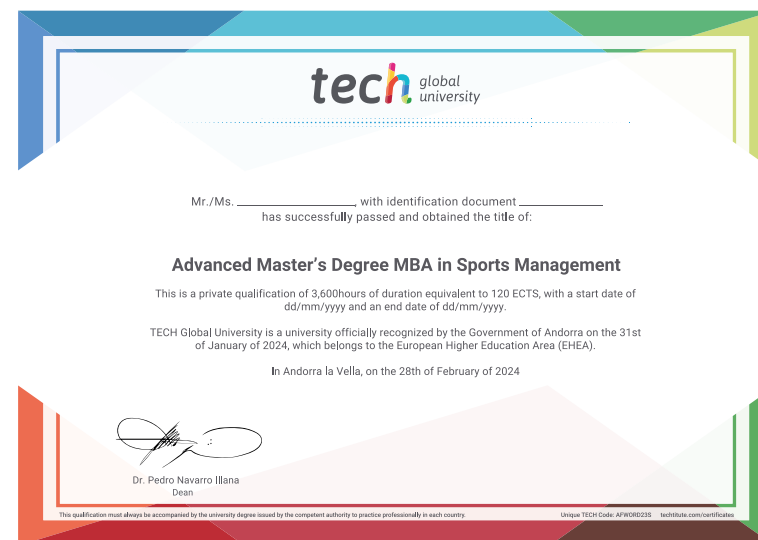 tech global university
Mr./Ms. ____________________, with identification document ______________
has successfully passed and obtained the title of:
Advanced Master's Degree MBA in Sports Management
This is a private qualification of 3,600hours of duration equivalent to 120 ECTS, with a start date of
dd/mm/yyyy and an end date of dd/mm/yyyy.
TECH Global University is a university officially recognized by the Government of Andorra on the 31st
of January of 2024, which belongs to the European Higher Education Area (EHEA).
In Andorra la Vella, on the 28th of February of 2024
Dr. Pedro Navarro Illana
Dean
This qualification must always be accompanied by the university degree issued by the competent authority to practice professionally in each country. Unique TECH Code: AFWORD23S techtitute.com/certificates